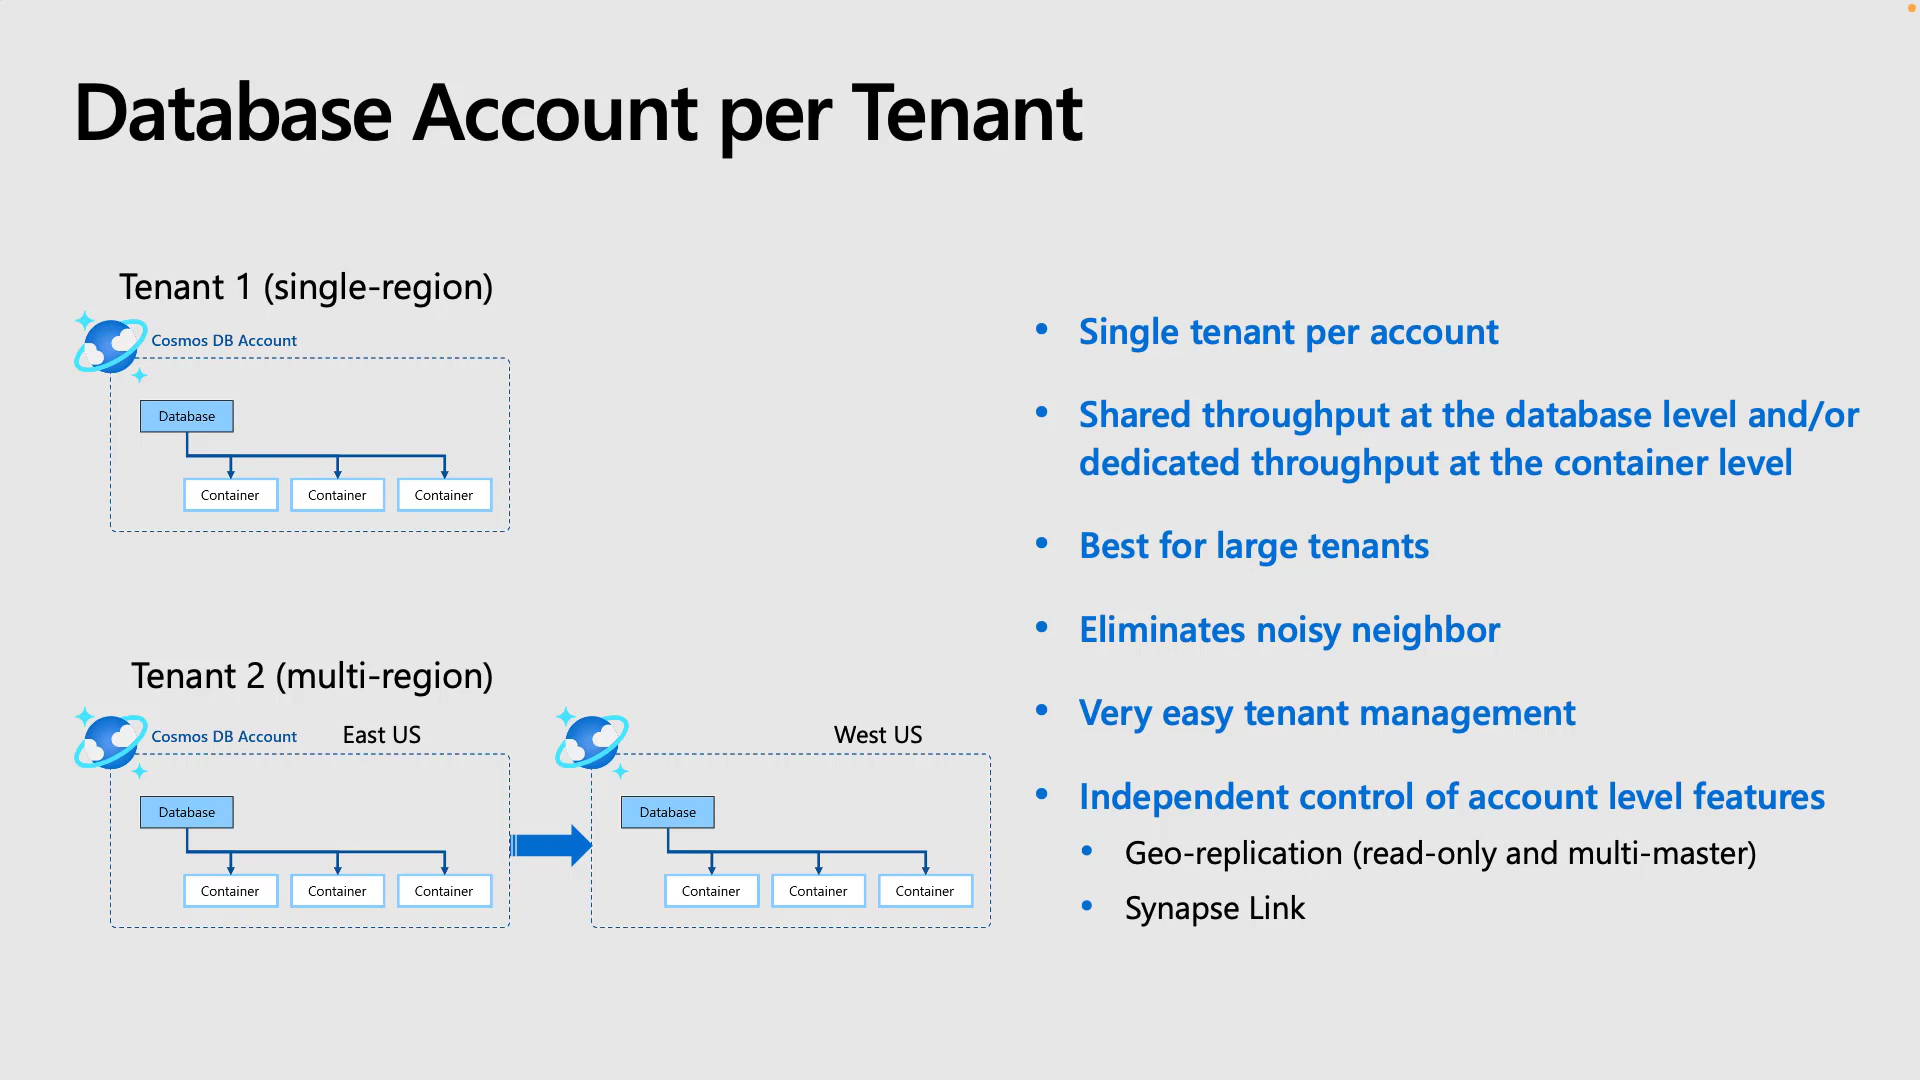 Database Account per Tenant
Tenant 1 (single-region)
Cosmos DB Account
Database
Container
Container
Container
Tenant 2 (multi-region)
Cosmos DB Account
East US
Database
Container
Container
Container
West US
Database
Container
Container
Container
• Single tenant per account
• Shared throughput at the database level and/or
dedicated throughput at the container level
• Best for large tenants
• Eliminates noisy neighbor
• Very easy tenant management
• Independent control of account level features
• Geo-replication (read-only and multi-master)
• Synapse Link